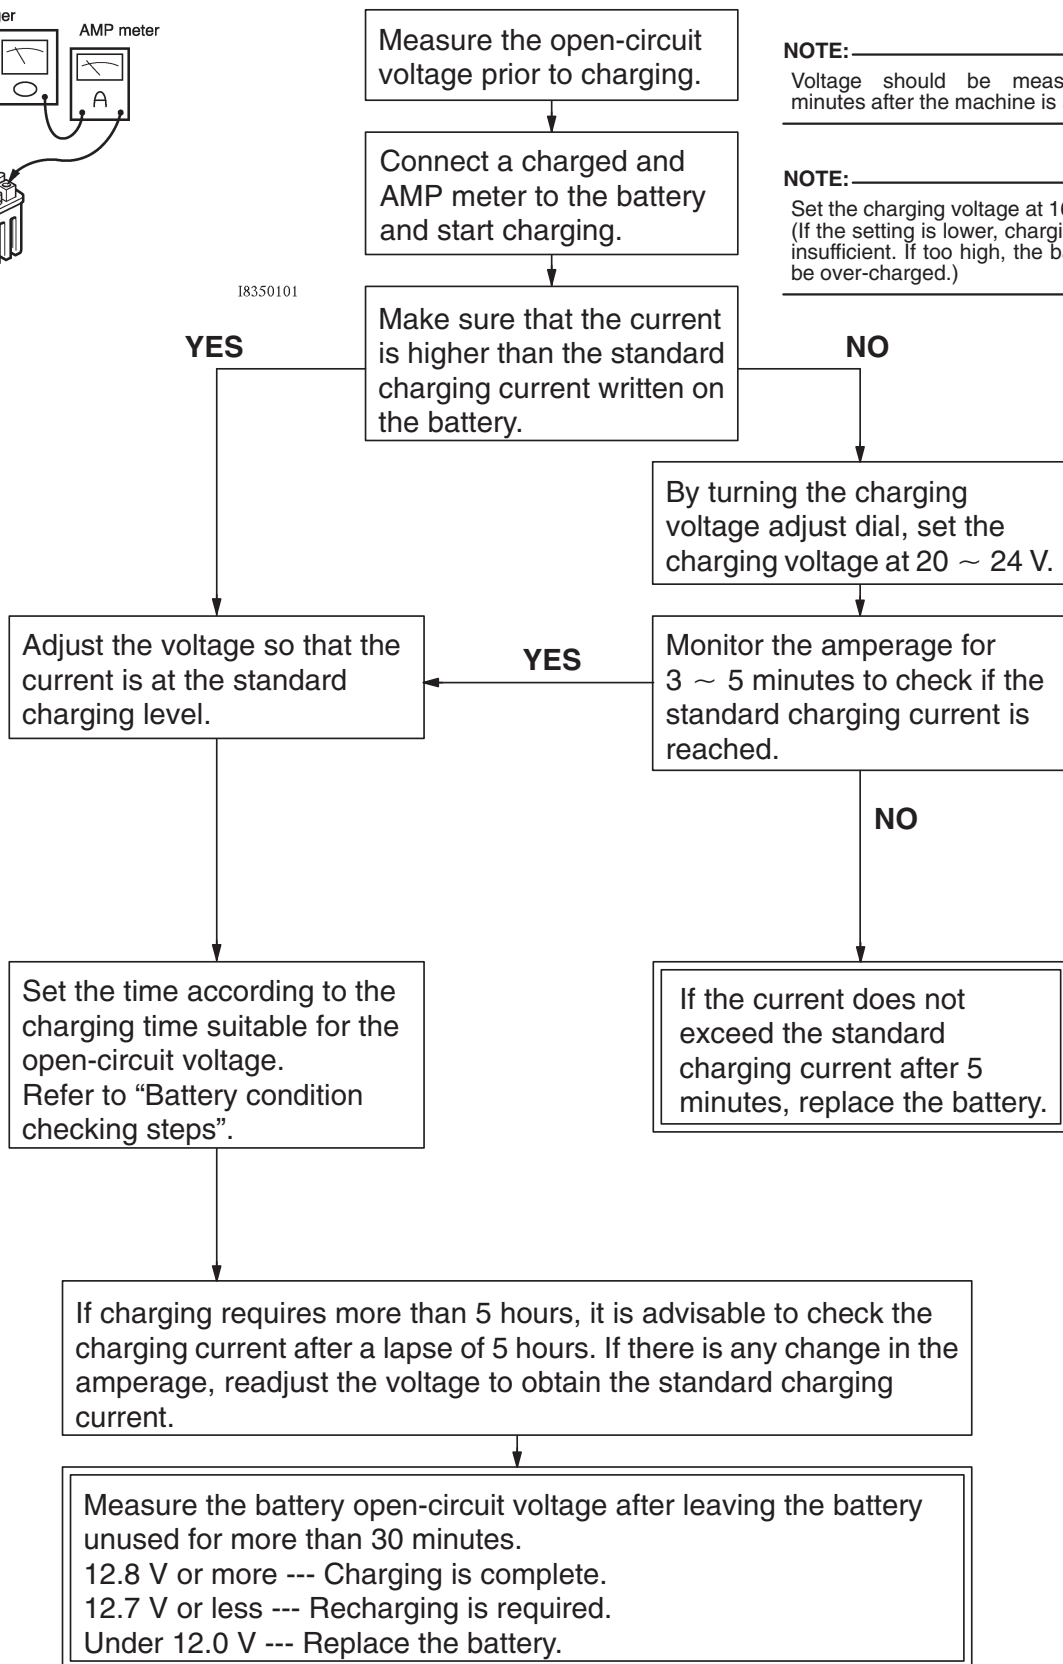 AMP meter
A
I8350101
Measure the open-circuit
voltage prior to charging.
NOTE:
Voltage should be
minutes after the machine is
Connect a charged and
AMP meter to the battery
and start charging.
NOTE:
Set the charging voltage at
(If the setting is lower,
insufficient. If too high, the
be over-charged.)
Make sure that the current
is higher than the standard
charging current written on
the battery.
YES
NO
By turning the charging
voltage adjust dial, set the
charging voltage at 20 ~ 24 V.
Adjust the voltage so that the
current is at the standard
charging level.
YES
Monitor the amperage for
3 ~ 5 minutes to check if the
standard charging current is
reached.
NO
Set the time according to the
charging time suitable for the
open-circuit voltage.
Refer to “Battery condition
checking steps”.
If the current does not
exceed the standard
charging current after 5
minutes, replace the battery.
If charging requires more than 5 hours, it is advisable to check the
charging current after a lapse of 5 hours. If there is any change in the
amperage, readjust the voltage to obtain the standard charging
current.
Measure the battery open-circuit voltage after leaving the battery
unused for more than 30 minutes.
12.8 V or more --- Charging is complete.
12.7 V or less --- Recharging is required.
Under 12.0 V --- Replace the battery.